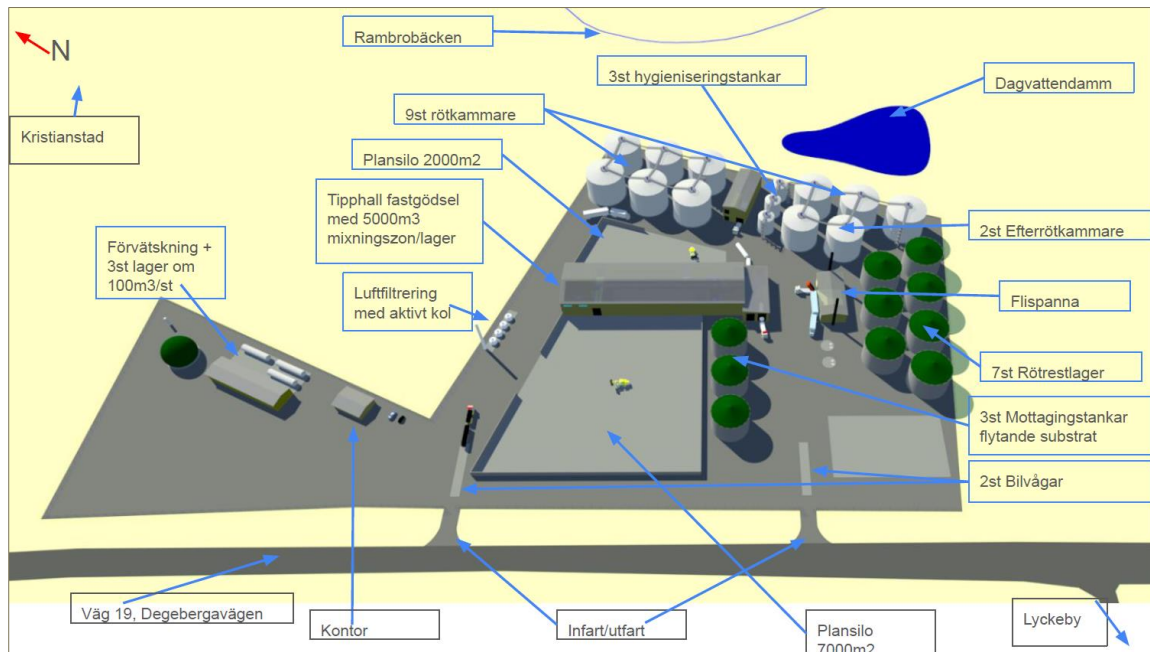 N
Rambrobäcken
3st hygieniseringstankar
Dagvattendamm
Kristianstad
9st rötkammare
Plansilo 2000m2
Tipphall fastgödsel
med 5000m3
mixningszon/lager
2st Efterrötkammare
Förvätskning +
3st lager om
100m3/st
Luftfiltrering
med aktivt kol
Flispanna
7st Rötrestlager
3st Mottagingstankar
flytande substrat
2st Bilvågar
Väg 19, Degebergavägen
Kontor
Infart/utfart
Plansilo
7000m2
Lyckeby